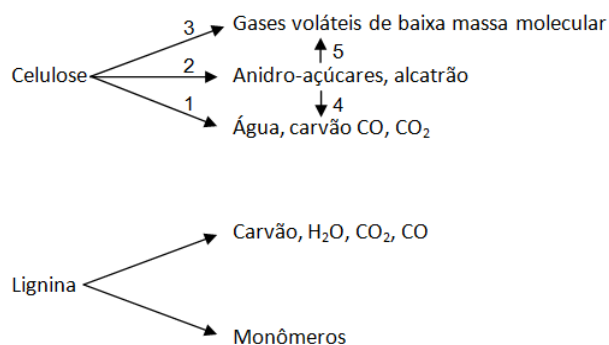 3 Gases voláteis de baixa massa molecular
5
Celulose 2 Anidro-açúcares, alcatrão
4
1 Água, carvão CO, CO₂
Carvão, H₂O, CO₂, CO
Lignina
Monômeros